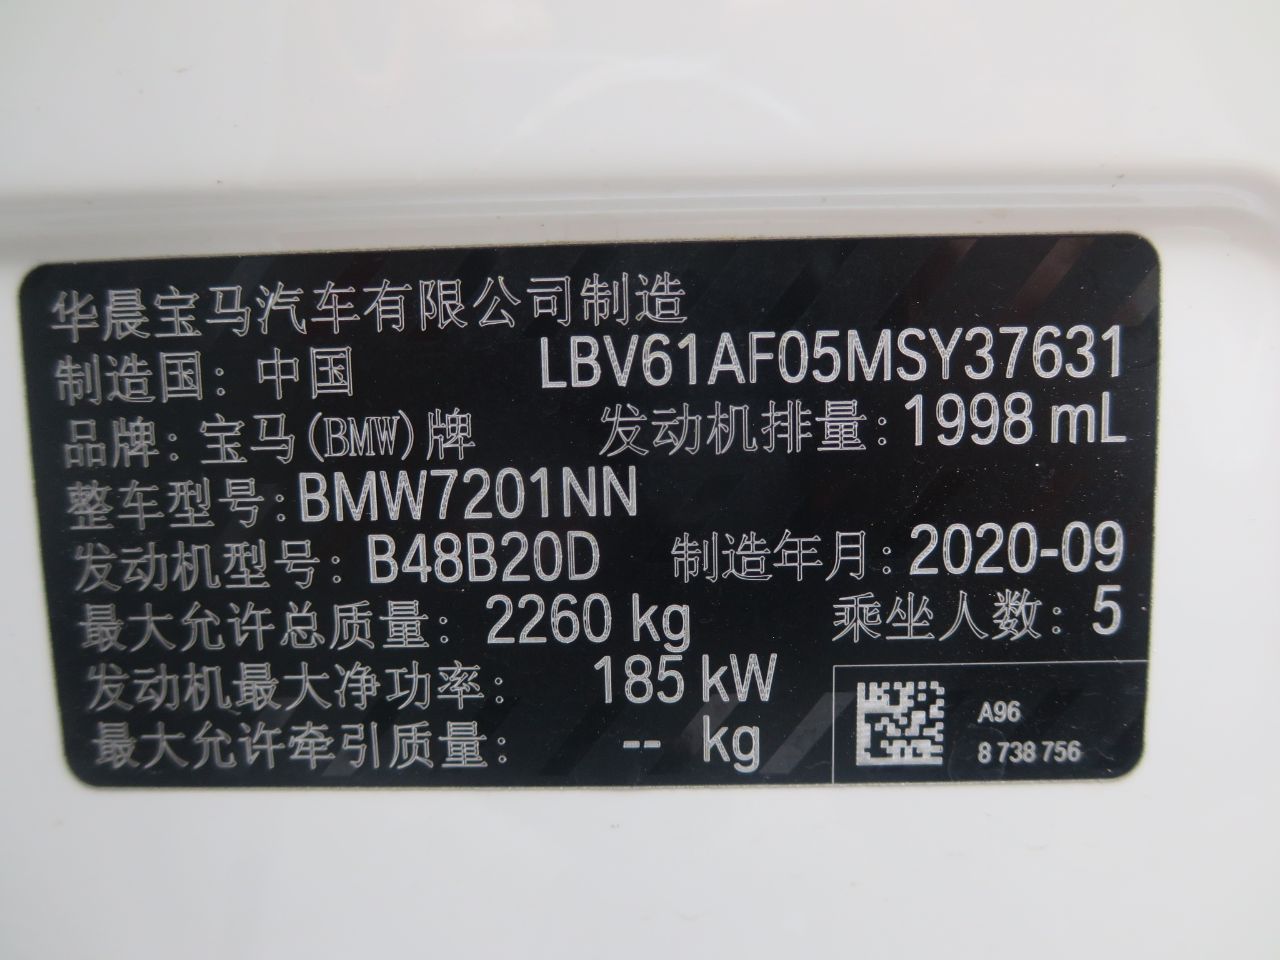 华晨宝马汽车有限公司制造
制造国：中国 LBV61AF05MSY37631
品牌：宝马(BMW)牌 发动机排量：1998 mL
整车型号：BMW7201NN
发动机型号：B48B20D 制造年月：2020-09
最大允许总质量：2260 kg 乘坐人数：5
发动机最大净功率：185 kW
最大允许牵引质量：-- kg
A96
8 738 756